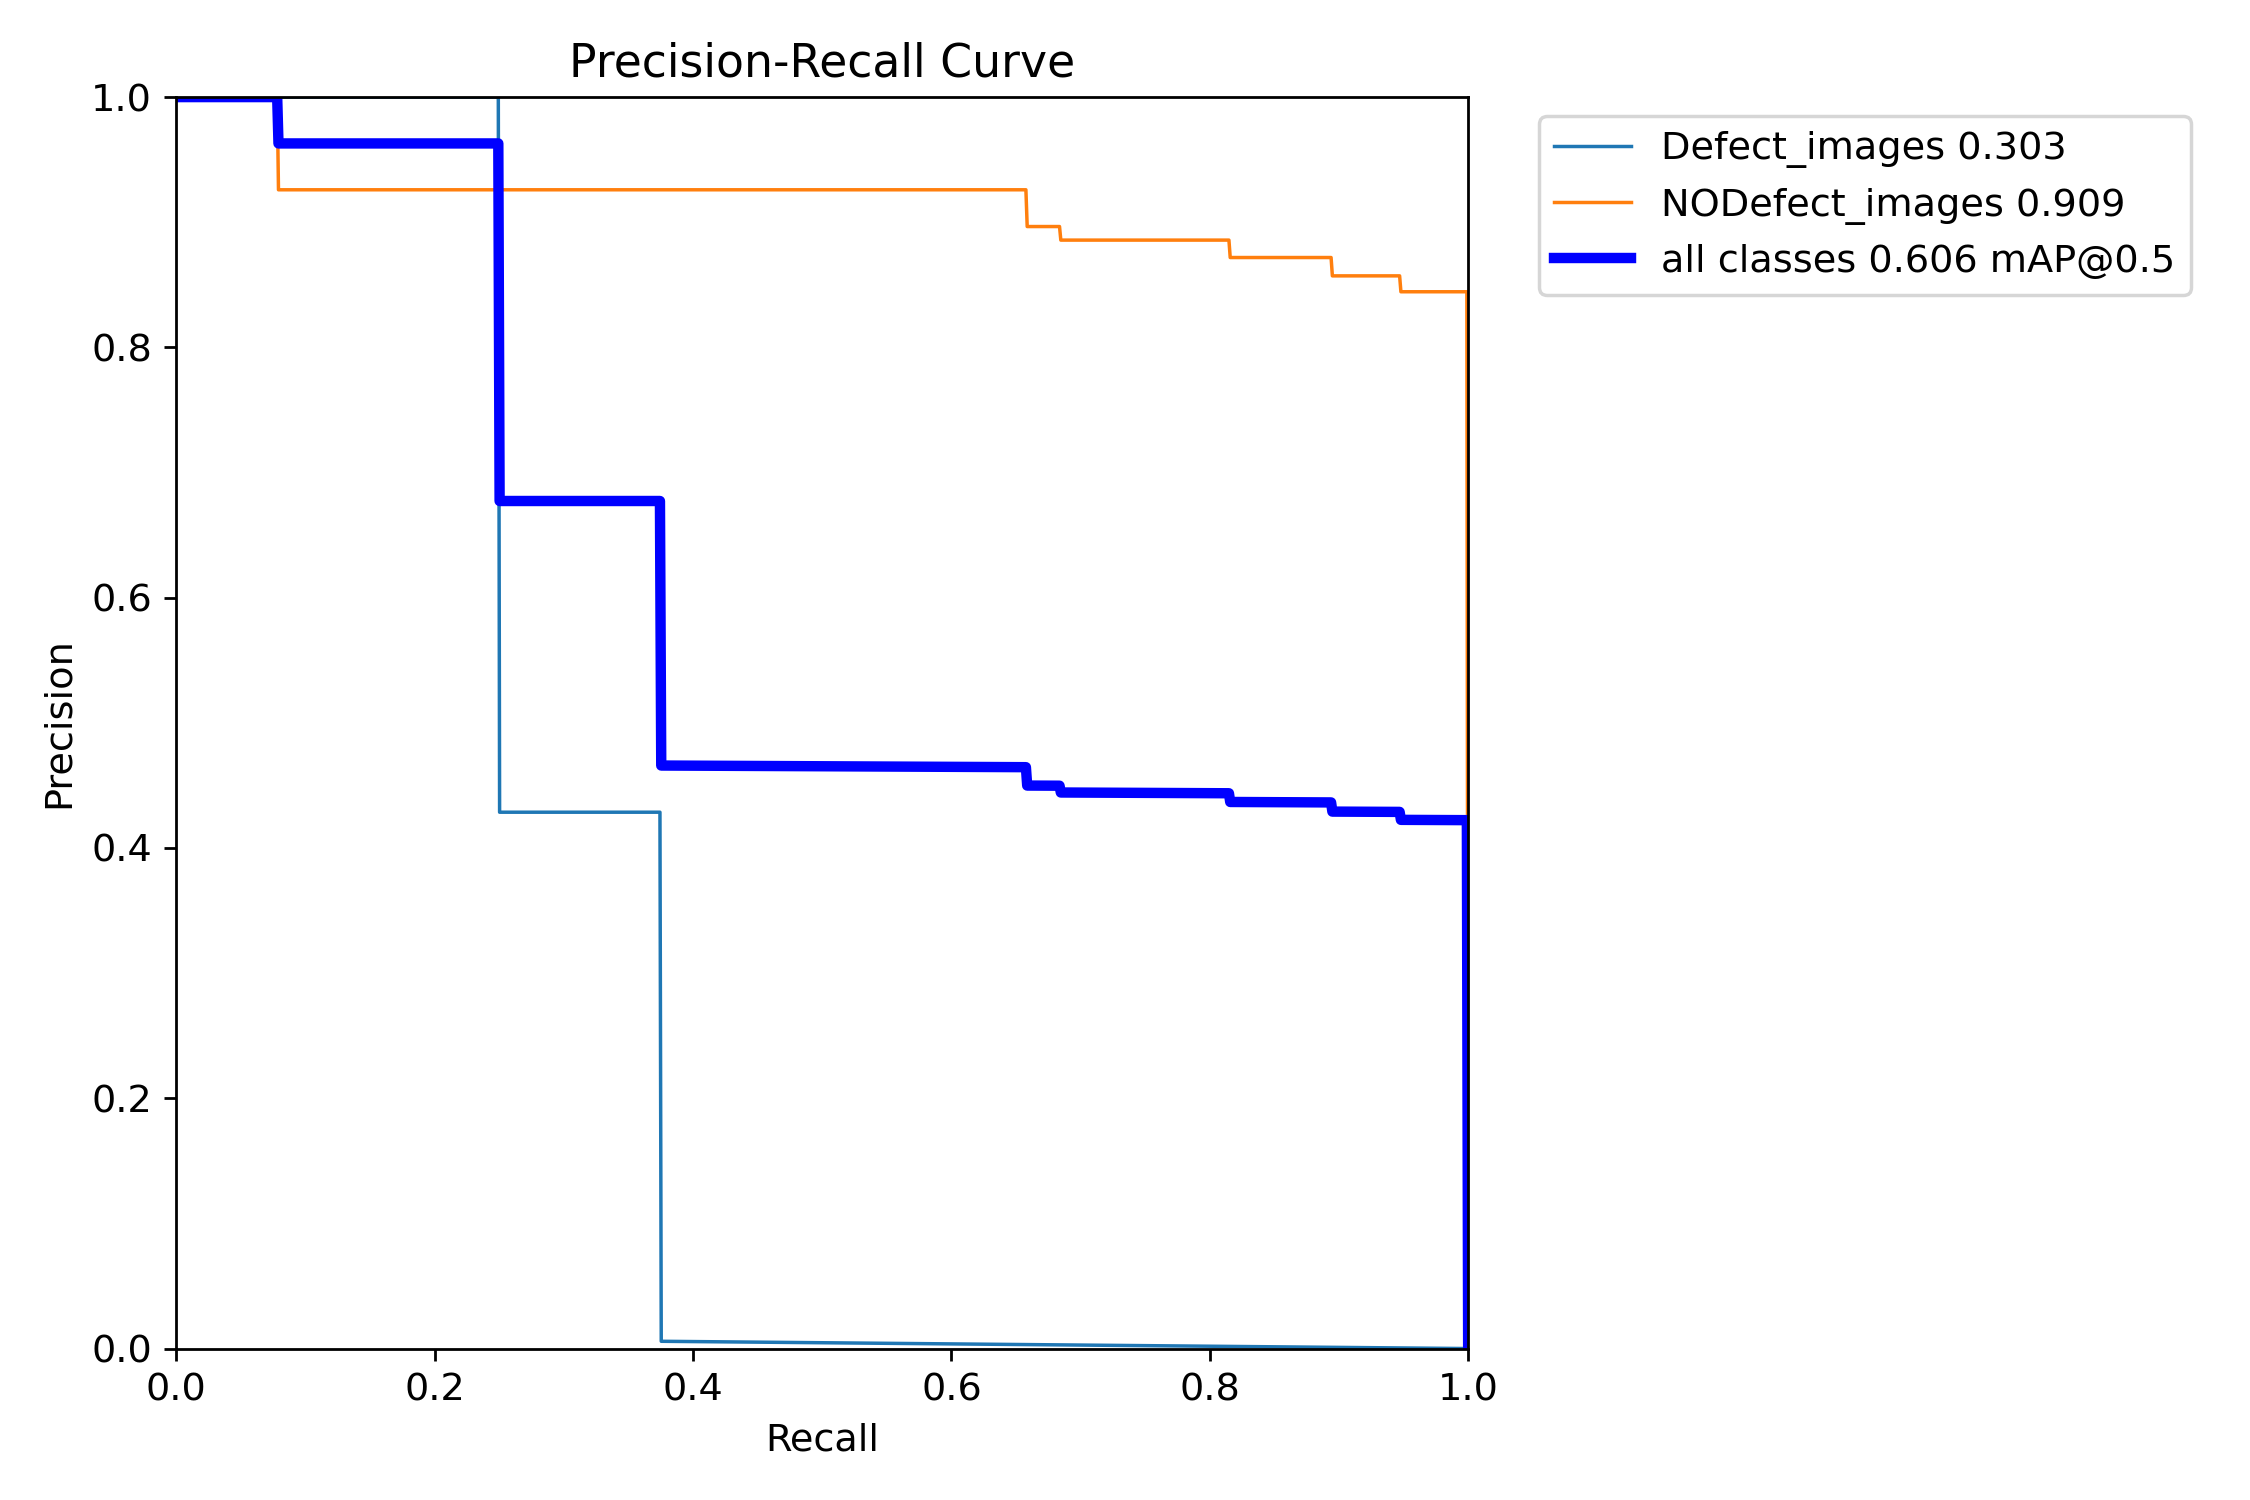 Precision-Recall Curve
1.0
0.8
0.6
0.4
0.2
0.0
Precision
0.0 0.2 0.4 0.6 0.8 1.0
Recall
Defect_images 0.303
NODefect_images 0.909
all classes 0.606 mAP@0.5